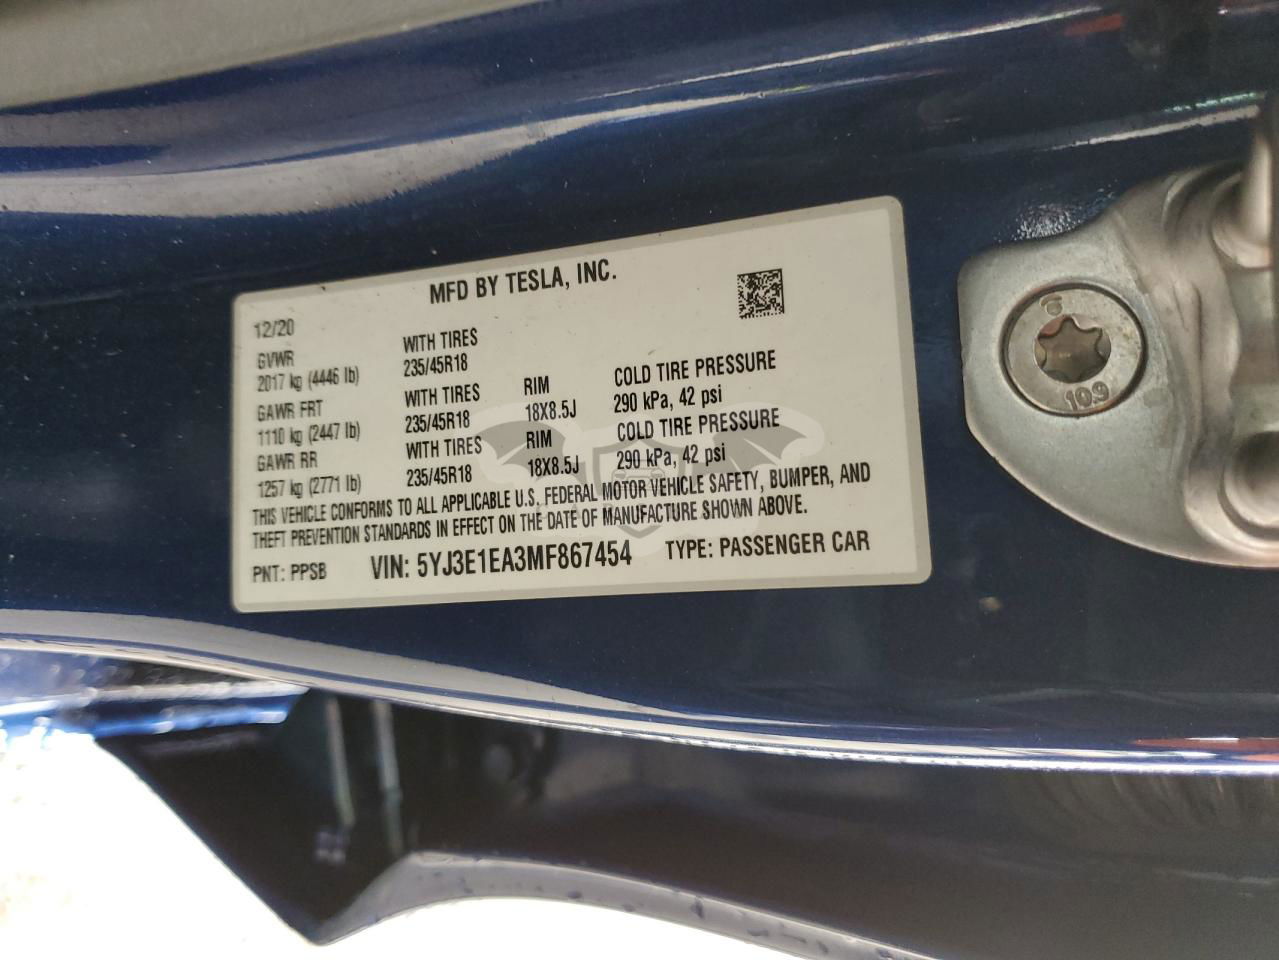 MFD BY TESLA, INC.
12/20
GVWR WITH TIRES
2017 kg (4446 lb) 235/45R18
GAWR FRT WITH TIRES RIM COLD TIRE PRESSURE
1110 kg (2447 lb) 235/45R18 18X8.5J 290 kPa, 42 psi
GAWR RR WITH TIRES RIM COLD TIRE PRESSURE
1257 kg (2771 lb) 235/45R18 18X8.5J 290 kPa, 42 psi
THIS VEHICLE CONFORMS TO ALL APPLICABLE U.S. FEDERAL MOTOR VEHICLE SAFETY, BUMPER, AND
THEFT PREVENTION STANDARDS IN EFFECT ON THE DATE OF MANUFACTURE SHOWN ABOVE.
PNT: PPSB VIN: 5YJ3E1EA3MF867454 TYPE: PASSENGER CAR
10.9